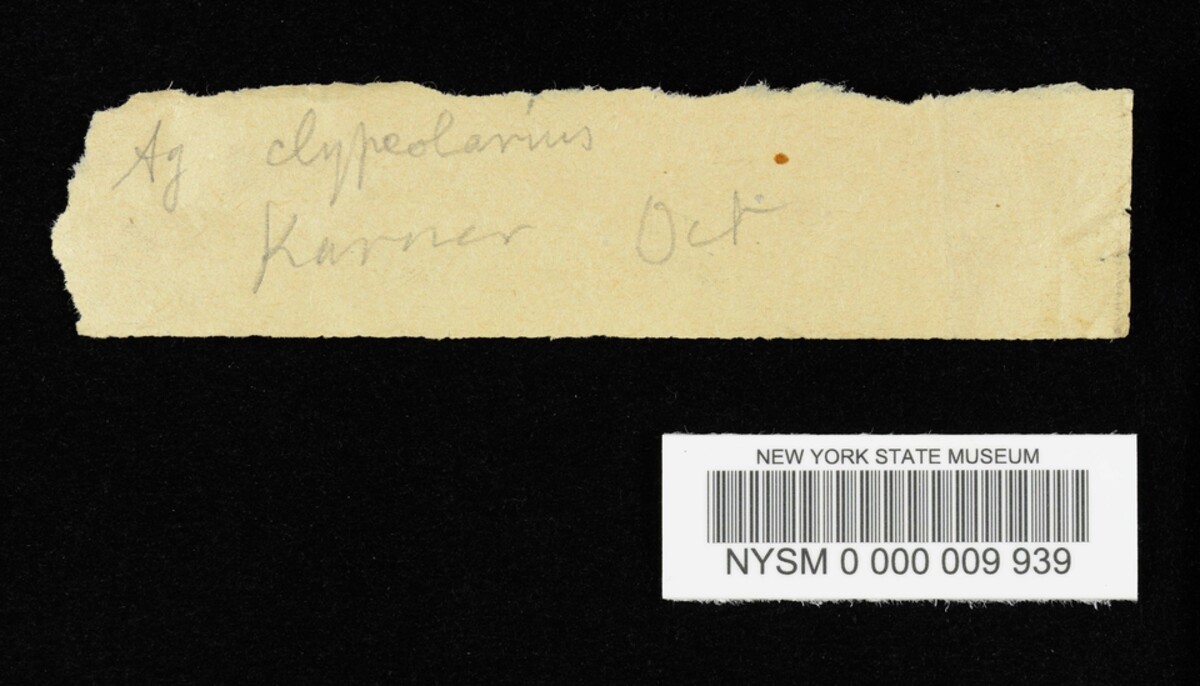 Ag clypeolarius
Karner Oct
NEW YORK STATE MUSEUM
NYSM 0 000 009 939